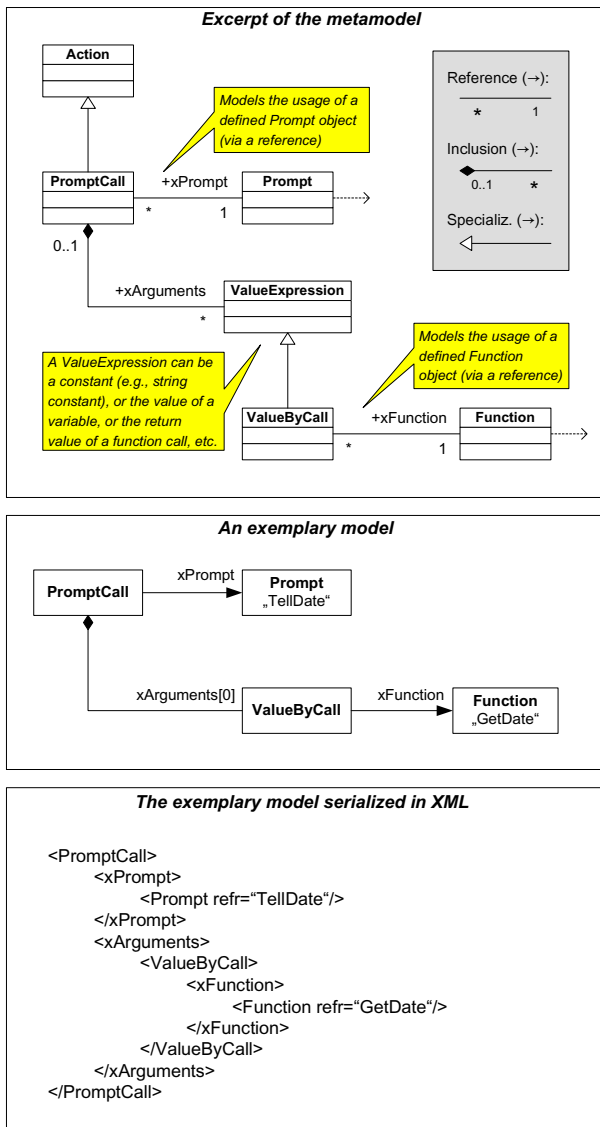 Excerpt of the metamodel
Action
Models the usage of a
defined Prompt object
(via a reference)
Reference (→):
* 1
Inclusion (→):
0..1 *
Specializ. (→):
PromptCall
+xPrompt
Prompt
* 1
0..1
+xArguments
*
ValueExpression
A ValueExpression can be
a constant (e.g., string
constant), or the value of a
variable, or the return
value of a function call, etc.
Models the usage of a
defined Function
object (via a reference)
ValueByCall
+xFunction
Function
* 1
An exemplary model
PromptCall
xPrompt
Prompt
„TellDate“
xArguments[0]
ValueByCall
xFunction
Function
„GetDate“
The exemplary model serialized in XML
<PromptCall>
<xPrompt>
<Prompt refr=“TellDate“/>
</xPrompt>
<xArguments>
<ValueByCall>
<xFunction>
<Function refr=“GetDate“/>
</xFunction>
</ValueByCall>
</xArguments>
</PromptCall>